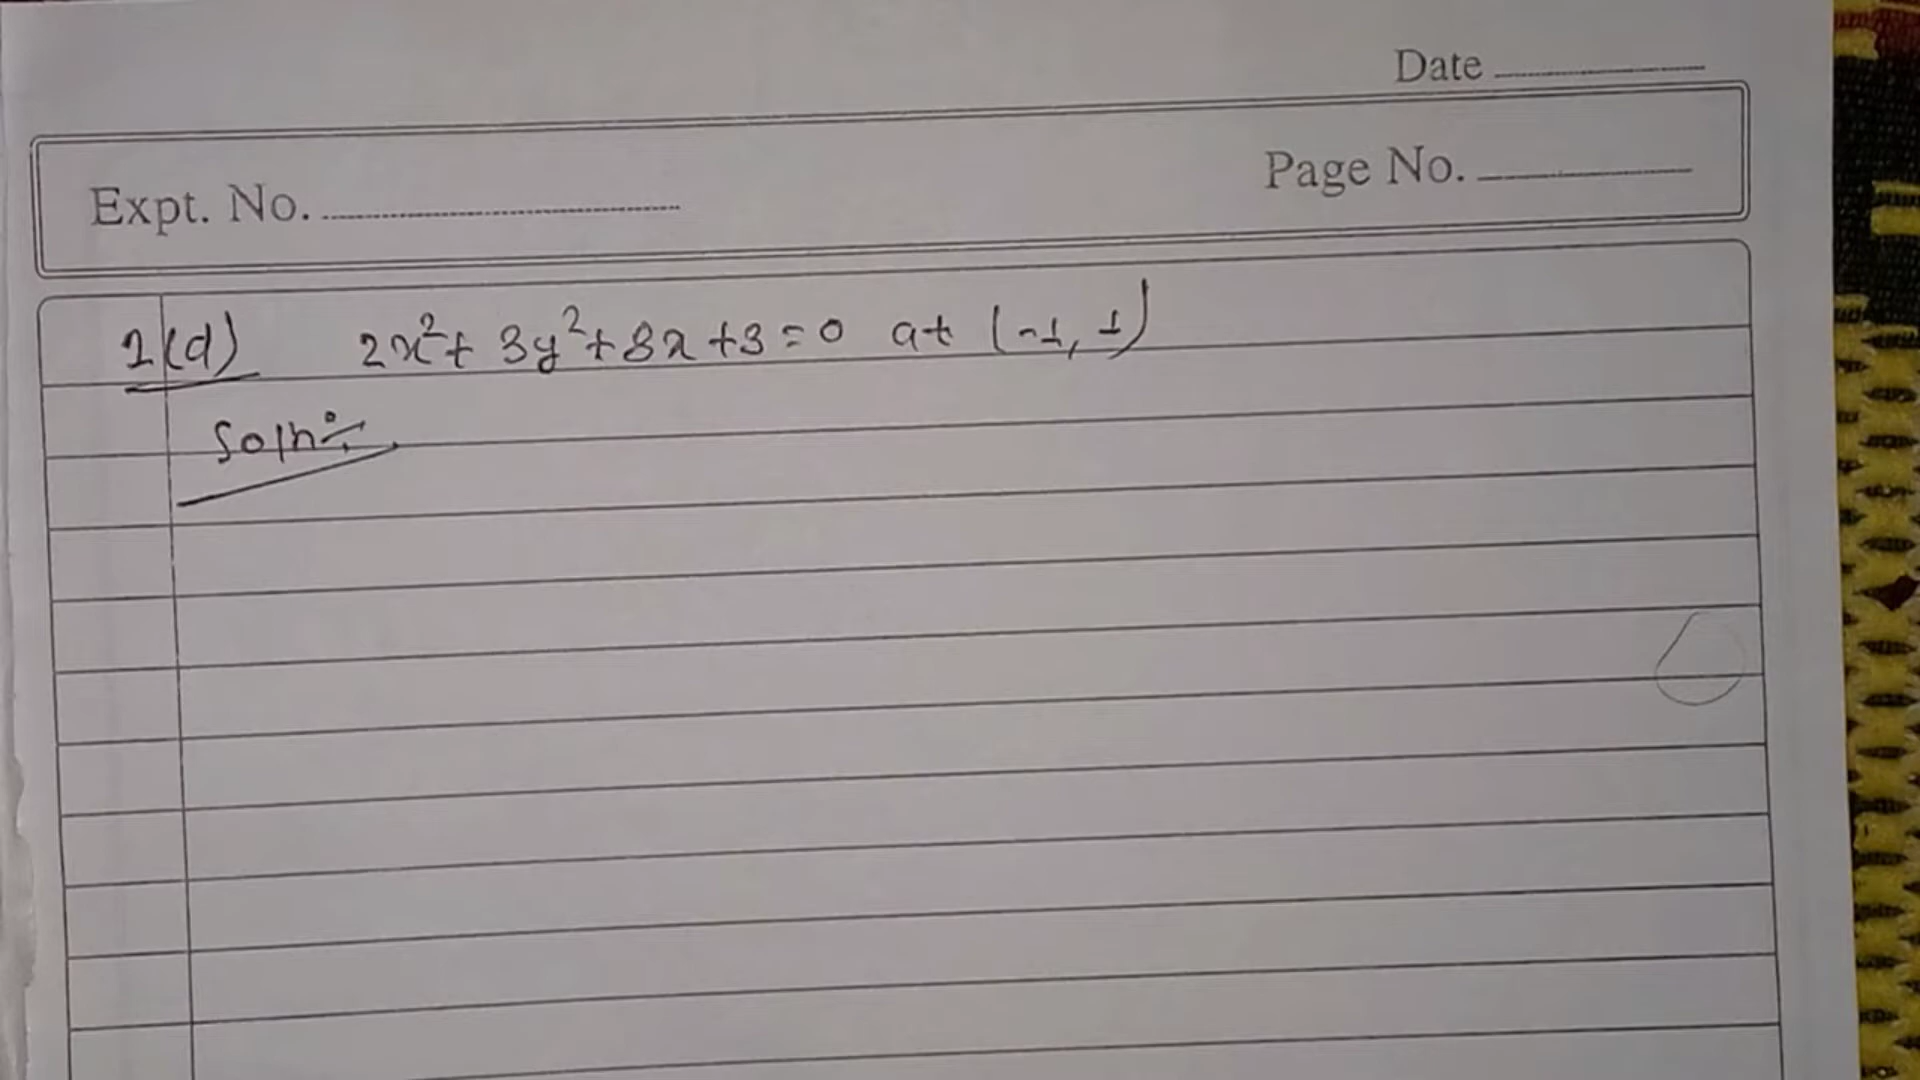 Date
Expt. No.
Page No.
1(d) 2x²+ 3y²+8x+3=0 at (-1, 1)
Soln:-